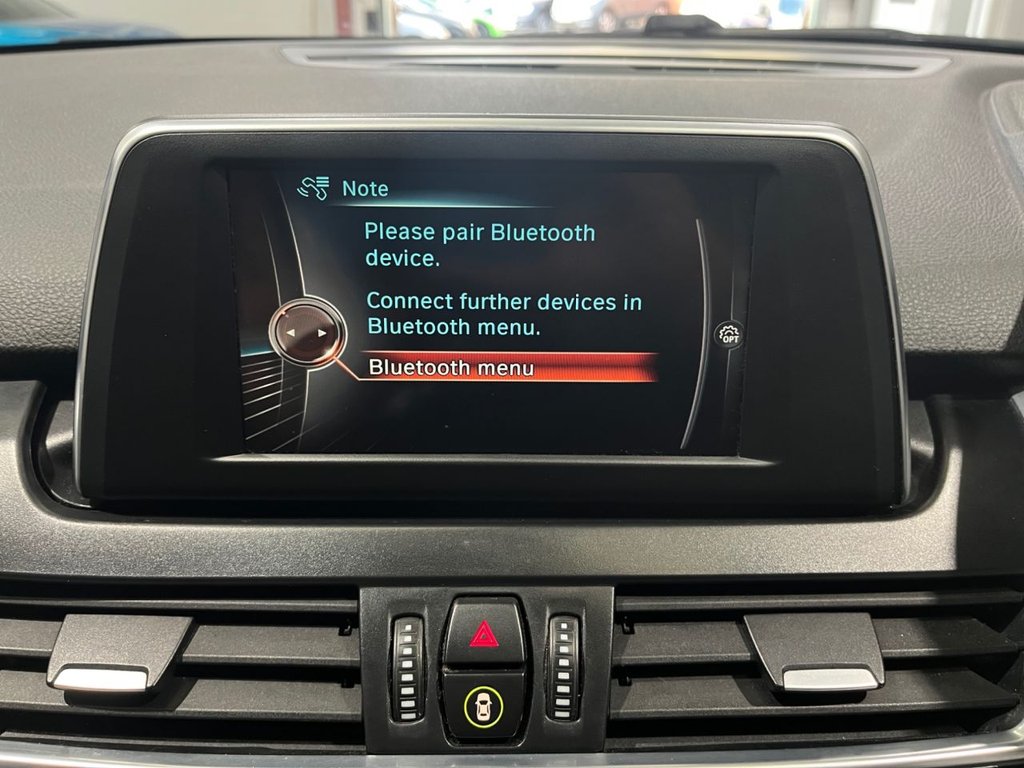 Note
Please pair Bluetooth
device.
Connect further devices in
Bluetooth menu.
OPT
Bluetooth menu